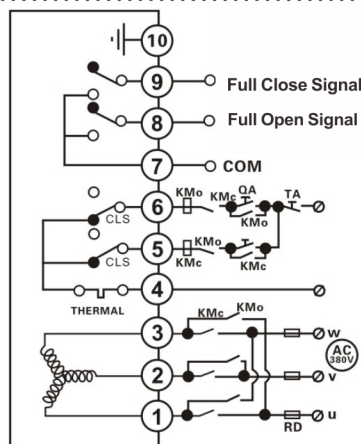 10
9 Full Close Signal
8 Full Open Signal
7 COM
6 KMo KMc QA TA
CLS KMo
5 KMc KMo
CLS KMc
4
THERMAL
3 KMc KMo w
AC
380V
2 v
1 u
RD